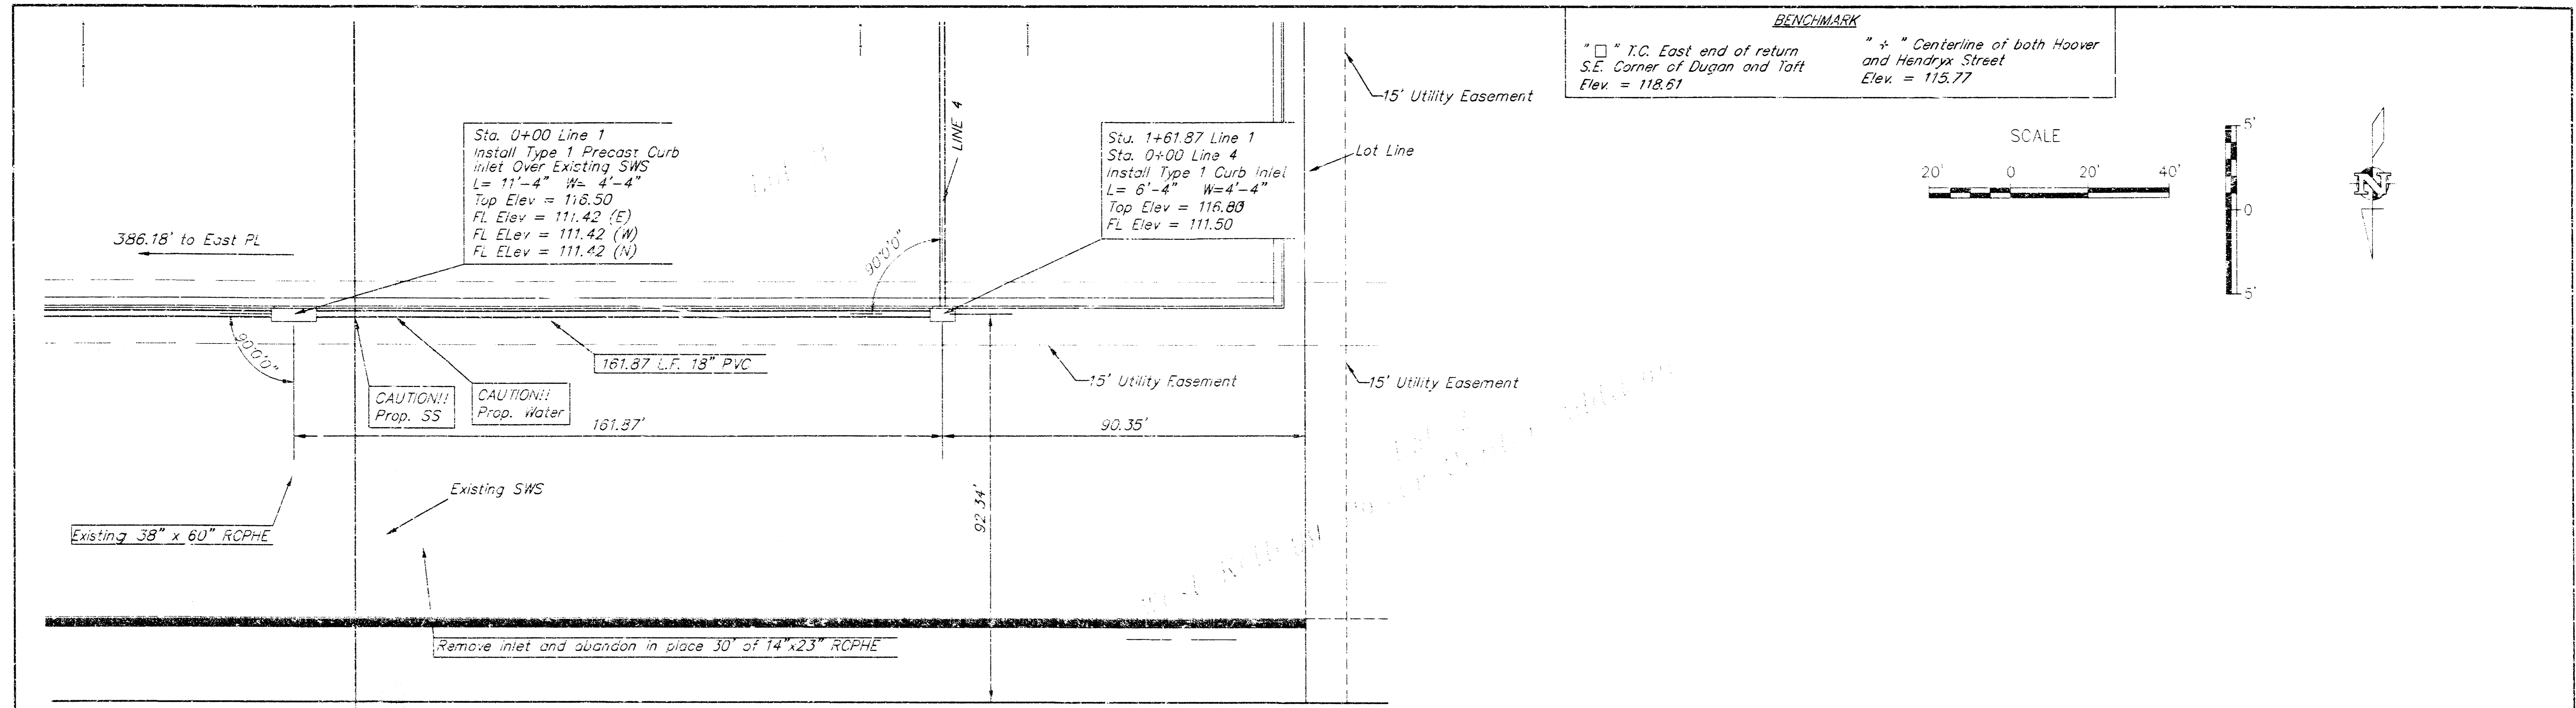 BENCHMARK
" □ " T.C. East end of return
S.E. Corner of Dugan and Taft
Elev. = 118.61
" + " Centerline of both Hoover
and Hendryx Street
Elev. = 115.77
15' Utility Easement
Lot Line
SCALE
20' 0 20' 40'
5'
0
5'
N
LINE 4
Sta. 0+00 Line 1
Install Type 1 Precast Curb
inlet Over Existing SWS
L= 11'-4" W= 4'-4"
Top Elev = 116.50
FL Elev = 111.42 (E)
FL ELev = 111.42 (W)
FL ELev = 111.42 (N)
Sta. 1+61.87 Line 1
Sta. 0+00 Line 4
install Type 1 Curb Inlet
L= 6'-4" W=4'-4"
Top Elev = 116.80
FL Elev = 111.50
386.18' to East PL
90°0'0"
90°0'0"
161.87 L.F. 18" PVC
15' Utility Easement
15' Utility Easement
CAUTION!!
Prop. SS
CAUTION!!
Prop. Water
161.87'
90.35'
92.34'
Existing SWS
Existing 38" x 60" RCPHE
Remove inlet and abandon in place 30' of 14"x23" RCPHE